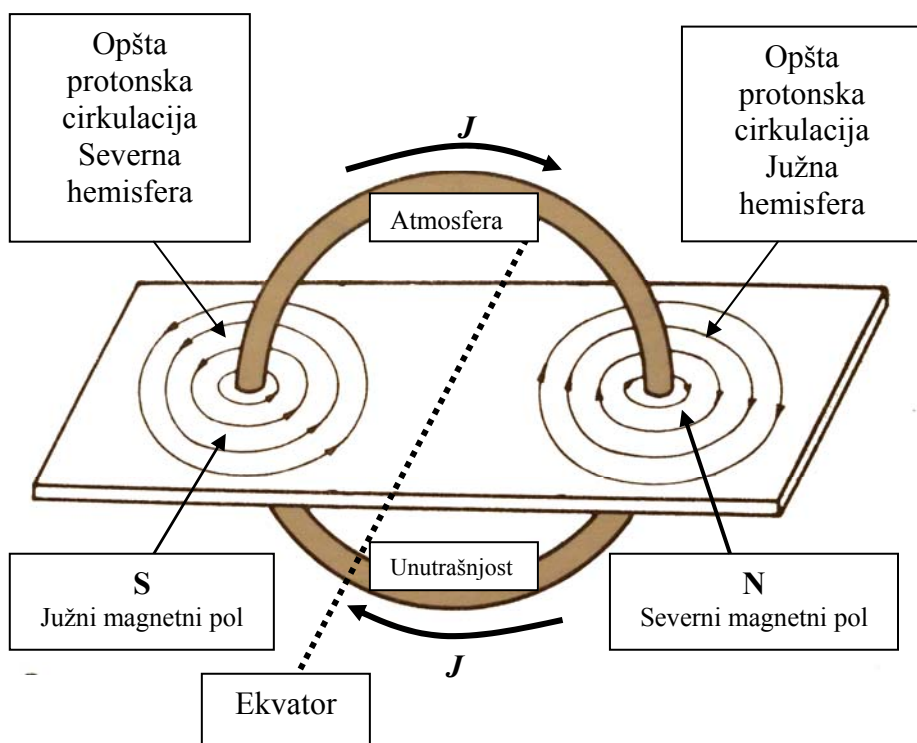 Opšta
protonska
cirkulacija
Severna
hemisfera
Opšta
protonska
cirkulacija
Južna
hemisfera
J
Atmosfera
Unutrašnjost
S
Južni magnetni pol
N
Severni magnetni pol
J
Ekvator